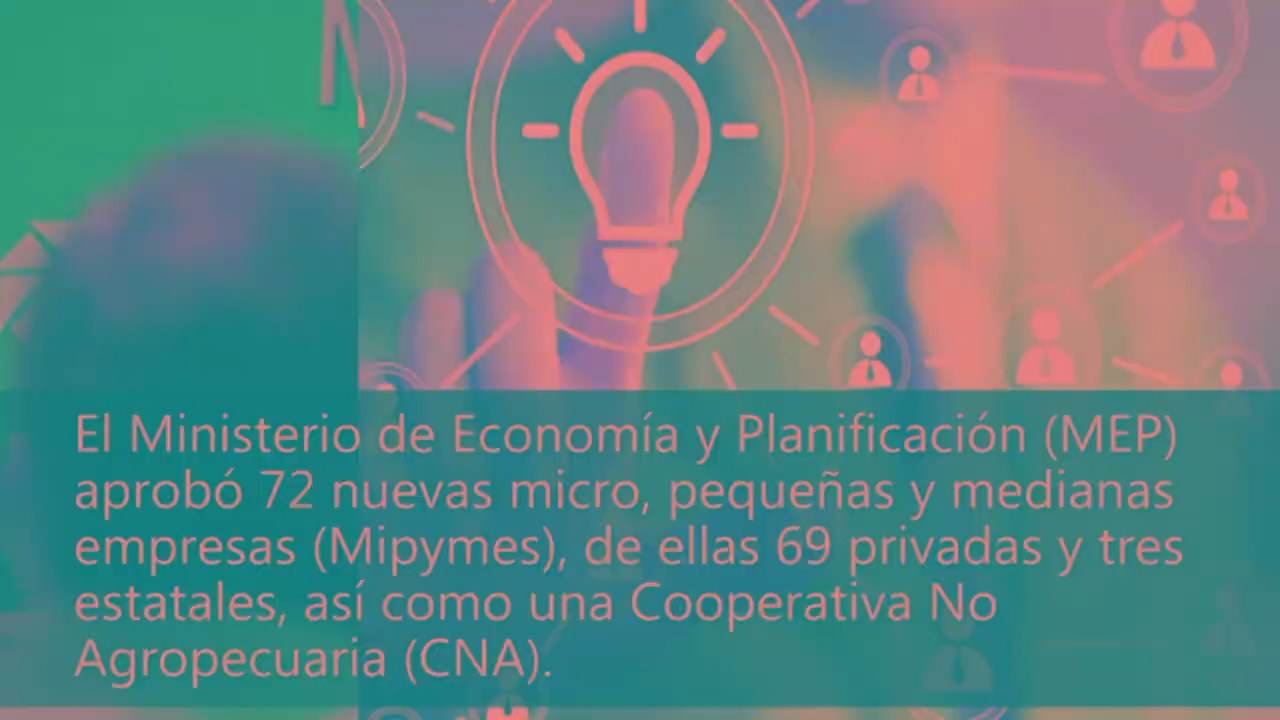 El Ministerio de Economía y Planificación (MEP)
aprobó 72 nuevas micro, pequeñas y medianas
empresas (Mipymes), de ellas 69 privadas y tres
estatales, así como una Cooperativa No
Agropecuaria (CNA).